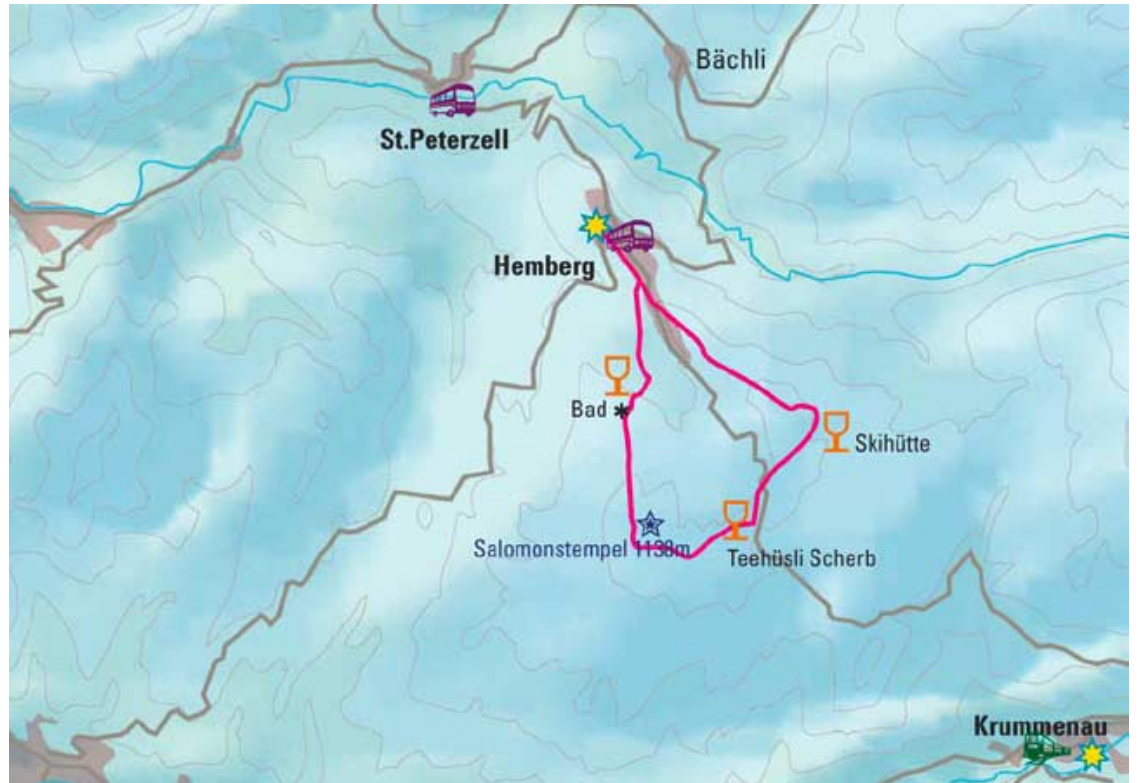 Bächli
St.Peterzell
Hemberg
Bad
Skihütte
Salomonstempel 1138m
Teehüsli Scherb
Krummenau